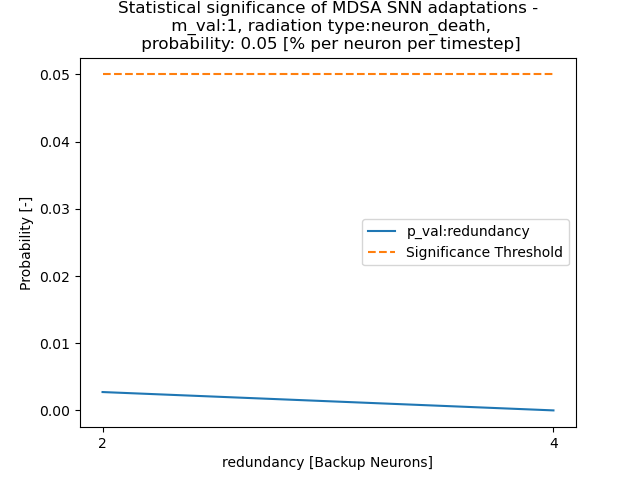 Statistical significance of MDSA SNN adaptations -
m_val:1, radiation type:neuron_death,
probability: 0.05 [% per neuron per timestep]
0.05
0.04
0.03
0.02
0.01
0.00
Probability [-]
p_val:redundancy
Significance Threshold
2
4
redundancy [Backup Neurons]